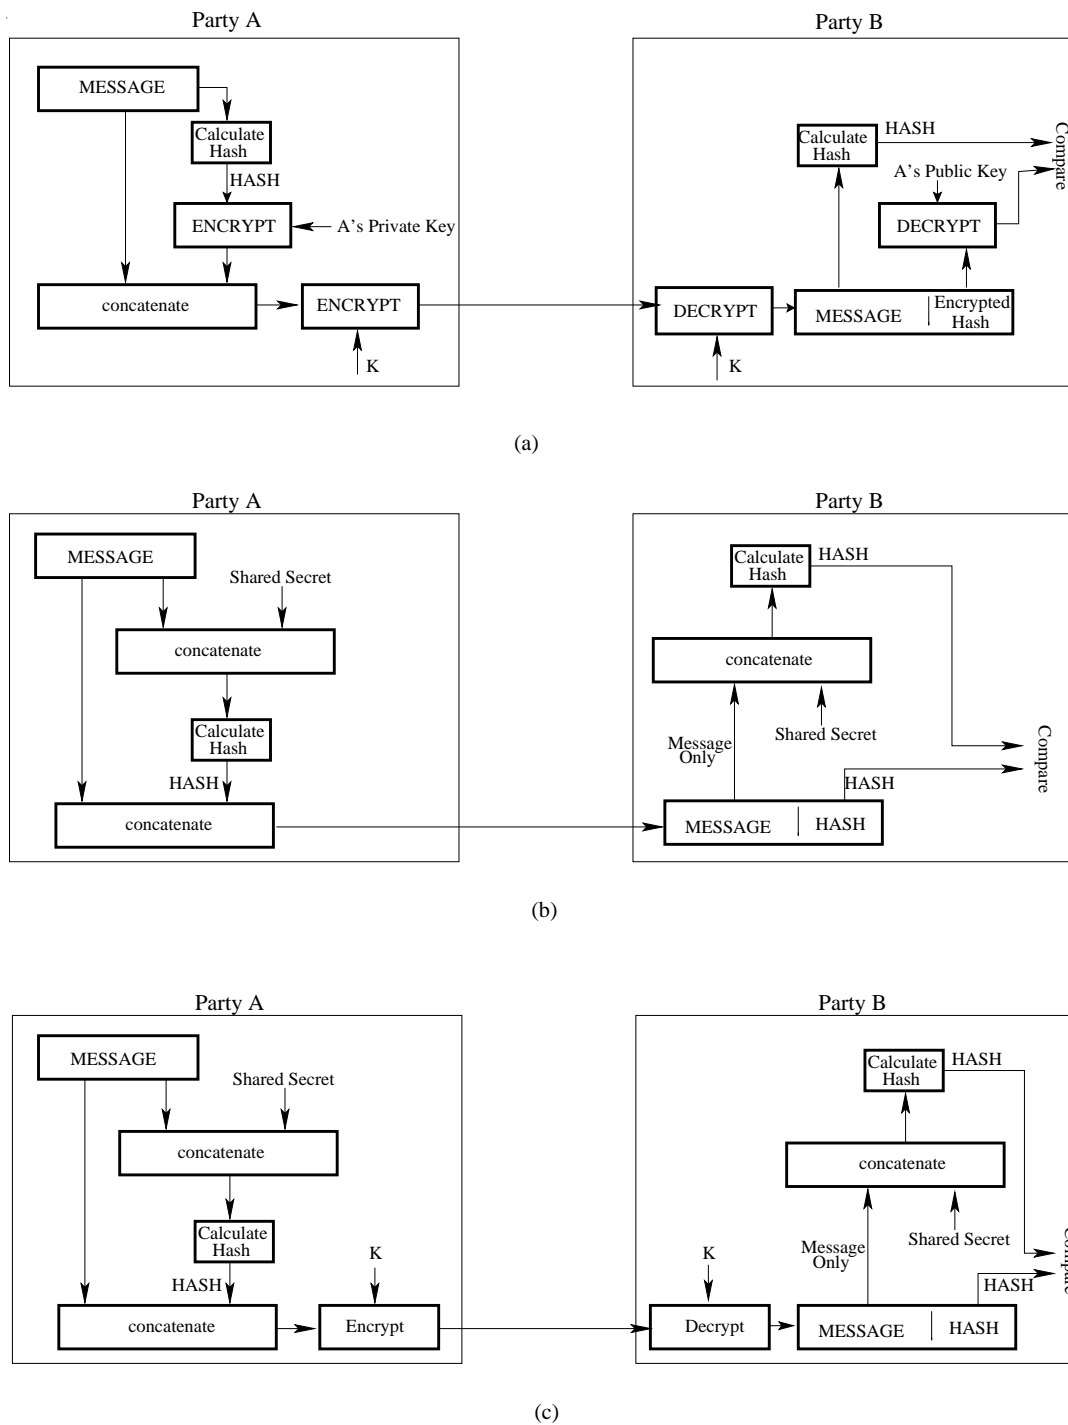 Party A
Party B
MESSAGE
Calculate
Hash
HASH
ENCRYPT
A's Private Key
concatenate
ENCRYPT
K
Calculate
Hash
HASH
Compare
A's Public Key
DECRYPT
DECRYPT
K
MESSAGE
Encrypted
Hash
(a)
Party A
Party B
MESSAGE
Shared Secret
concatenate
Calculate
Hash
HASH
concatenate
Calculate
Hash
HASH
concatenate
Message
Only
Shared Secret
Compare
HASH
MESSAGE
HASH
(b)
Party A
Party B
MESSAGE
Shared Secret
concatenate
Calculate
Hash
HASH
K
concatenate
Encrypt
Calculate
Hash
HASH
concatenate
Message
Only
Shared Secret
Compare
HASH
K
Decrypt
MESSAGE
HASH
(c)